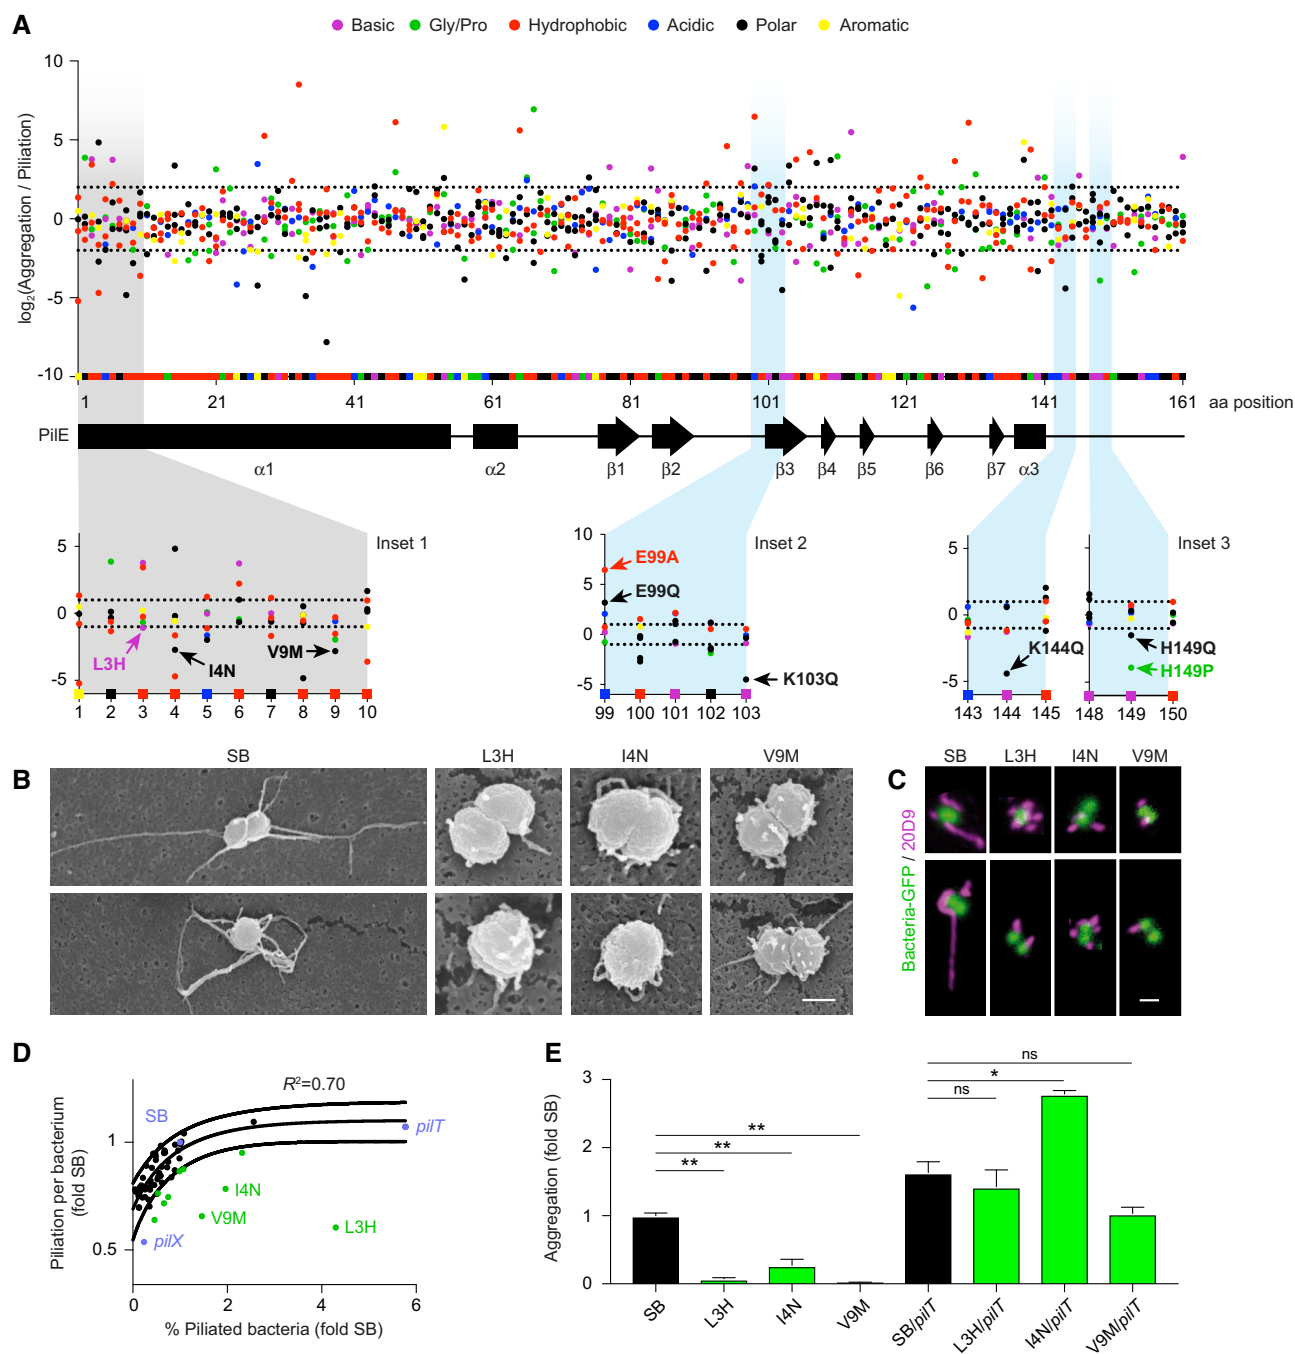 A
Basic Gly/Pro Hydrophobic Acidic Polar Aromatic
log2(Aggregation / Piliation)
10
5
0
-5
-10
1 21 41 61 81 101 121 141 161 aa position
PilE
α1 α2 β1 β2 β3 β4 β5 β6 β7 α3
Inset 1
5
0
-5
L3H
I4N
V9M
1 2 3 4 5 6 7 8 9 10
Inset 2
10
5
0
-5
E99A
E99Q
K103Q
99 100 101 102 103
Inset 3
5
0
-5
K144Q
H149Q
H149P
143 144 145 148 149 150
B
SB L3H I4N V9M
C
SB L3H I4N V9M
Bacteria-GFP / 20D9
D
Piliation per bacterium
(fold SB)
R²=0.70
1
0.5
SB
pilT
I4N
V9M
L3H
pilX
0 2 4 6
% Piliated bacteria (fold SB)
E
Aggregation (fold SB)
3
2
1
0
** ** **
ns * ns
SB L3H I4N V9M SB/pilT L3H/pilT I4N/pilT V9M/pilT